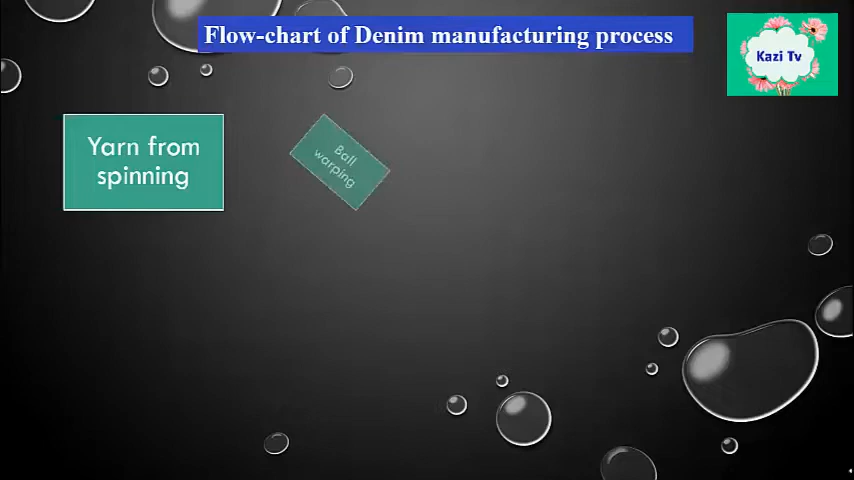 Flow-chart of Denim manufacturing process
Kazi Tv
Yarn from
spinning
Ball
warping